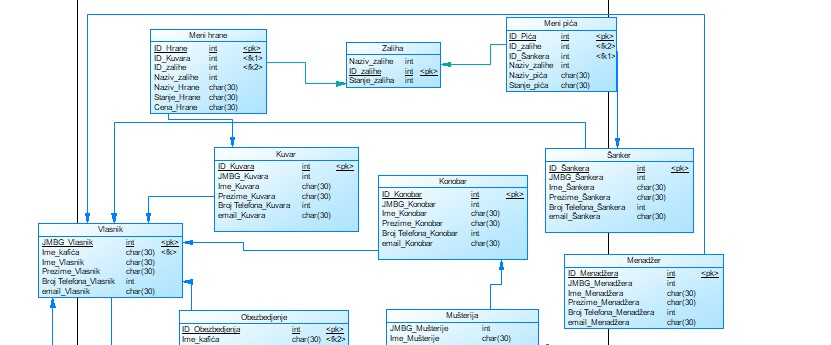 Meni hrane
ID_Hrane int <pk>
ID_Kuvara int <fk1>
ID_zalihe int <fk2>
Naziv_zalihe int
Naziv_Hrane char(30)
Stanje_Hrane char(30)
Cena_Hrane char(30)
Zaliha
Naziv_zalihe int
ID_zalihe int <pk>
Stanje_zaliha int
Meni pića
ID_Pića int <pk>
ID_zalihe int <fk2>
ID_Šankera int <fk1>
Naziv_zalihe int
Naziv_pića char(30)
Stanje_pića char(30)
Kuvar
ID_Kuvara int <pk>
JMBG_Kuvara int
Ime_Kuvara char(30)
Prezime_Kuvara char(30)
Broj Telefona_Kuvara int
email_Kuvara char(30)
Šanker
ID_Šankera int <pk>
JMBG_Šankera int
Ime_Šankera char(30)
Prezime_Šankera char(30)
Broj Telefona_Šankera int
email_Šankera char(30)
Konobar
ID_Konobar int <pk>
JMBG_Konobar int
Ime_Konobar char(30)
Prezime_Konobar char(30)
Broj Telefona_Konobar int
email_Konobar char(30)
Vlasnik
JMBG_Vlasnik int <pk>
Ime_kafića char(30) <fk>
Ime_Vlasnik char(30)
Prezime_Vlasnik char(30)
Broj Telefona_Vlasnik int
email_Vlasnik char(30)
Menadžer
ID_Menadžera int <pk>
JMBG_Menadžera int
Ime_Menadžera char(30)
Prezime_Menadžera char(30)
Broj Telefona_Menadžera int
email_Menadžera char(30)
Obezbedjenje
ID_Obezbedjenja int <pk>
Ime_kafića char(30) <fk2>
Mušterija
JMBG_Mušterije int
Ime_Mušterije char(30)